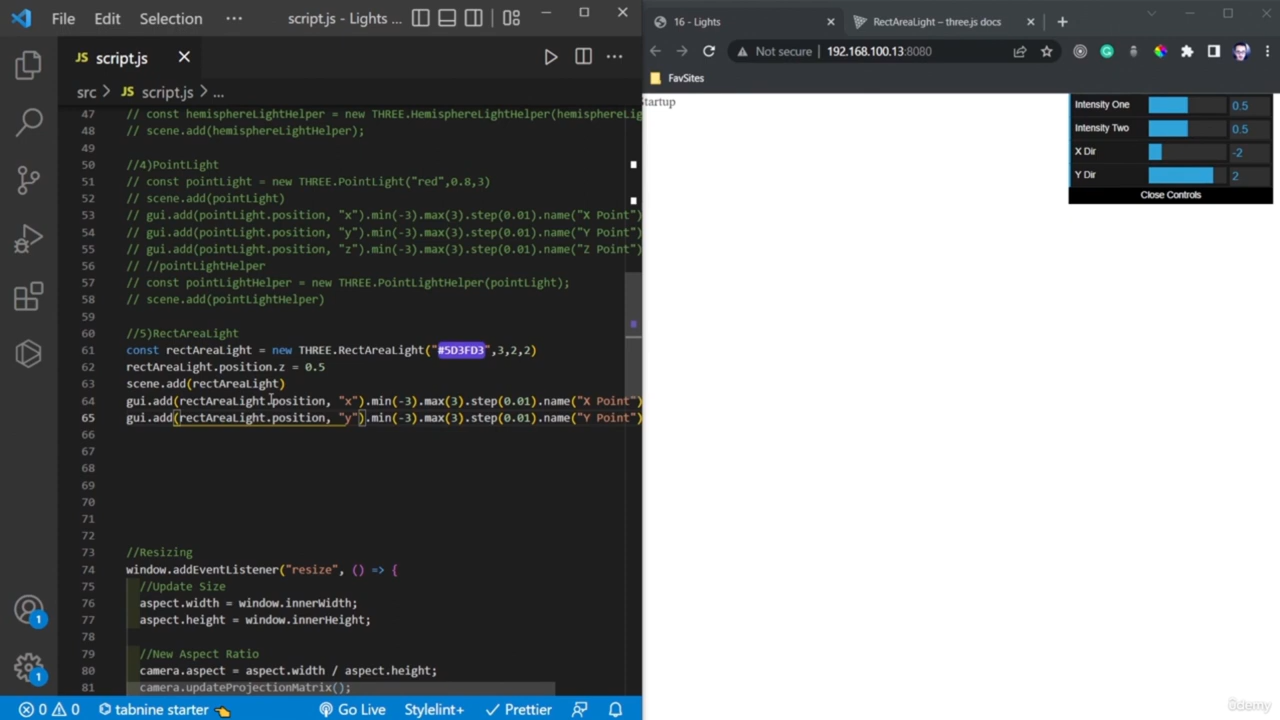 File Edit Selection ··· script.js - Lights ...
JS script.js
src > JS script.js > ...
47 // const hemisphereLightHelper = new THREE.HemisphereLightHelper(hemisphereLig
48 // scene.add(hemisphereLightHelper);
49
50 //4)PointLight
51 // const pointLight = new THREE.PointLight("red",0.8,3)
52 // scene.add(pointLight)
53 // gui.add(pointLight.position, "x").min(-3).max(3).step(0.01).name("X Point")
54 // gui.add(pointLight.position, "y").min(-3).max(3).step(0.01).name("Y Point")
55 // gui.add(pointLight.position, "z").min(-3).max(3).step(0.01).name("Z Point")
56 // //pointLightHelper
57 // const pointLightHelper = new THREE.PointLightHelper(pointLight);
58 // scene.add(pointLightHelper)
59
60 //5)RectAreaLight
61 const rectAreaLight = new THREE.RectAreaLight("#5D3FD3",3,2,2)
62 rectAreaLight.position.z = 0.5
63 scene.add(rectAreaLight)
64 gui.add(rectAreaLight.position, "x").min(-3).max(3).step(0.01).name("X Point")
65 gui.add(rectAreaLight.position, "y").min(-3).max(3).step(0.01).name("Y Point")
66
67
68
69
70
71
72
73 //Resizing
74 window.addEventListener("resize", () => {
75 //Update Size
76 aspect.width = window.innerWidth;
77 aspect.height = window.innerHeight;
78
79 //New Aspect Ratio
80 camera.aspect = aspect.width / aspect.height;
81 camera.updateProjectionMatrix();
1
1
0 0 tabnine starter Go Live Stylelint+ Prettier
16 - Lights RectAreaLight – three.js docs
Not secure 192.168.100.13:8080
FavSites
Startup
Intensity One 0.5
Intensity Two 0.5
X Dir -2
Y Dir 2
Close Controls
ûdemy